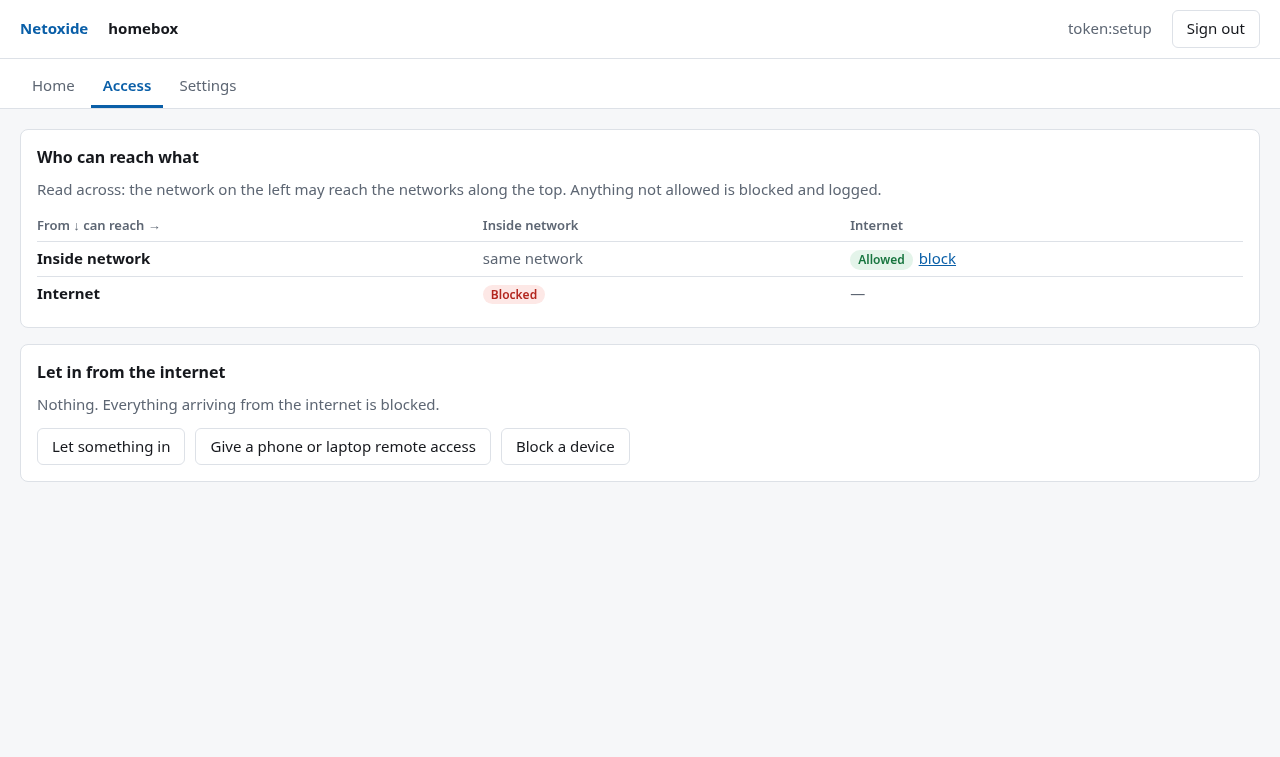 Netoxide homebox token:setup Sign out
Home Access Settings
Who can reach what
Read across: the network on the left may reach the networks along the top. Anything not allowed is blocked and logged.
From ↓ can reach → Inside network Internet
Inside network same network Allowed block
Internet Blocked —
Let in from the internet
Nothing. Everything arriving from the internet is blocked.
Let something in Give a phone or laptop remote access Block a device